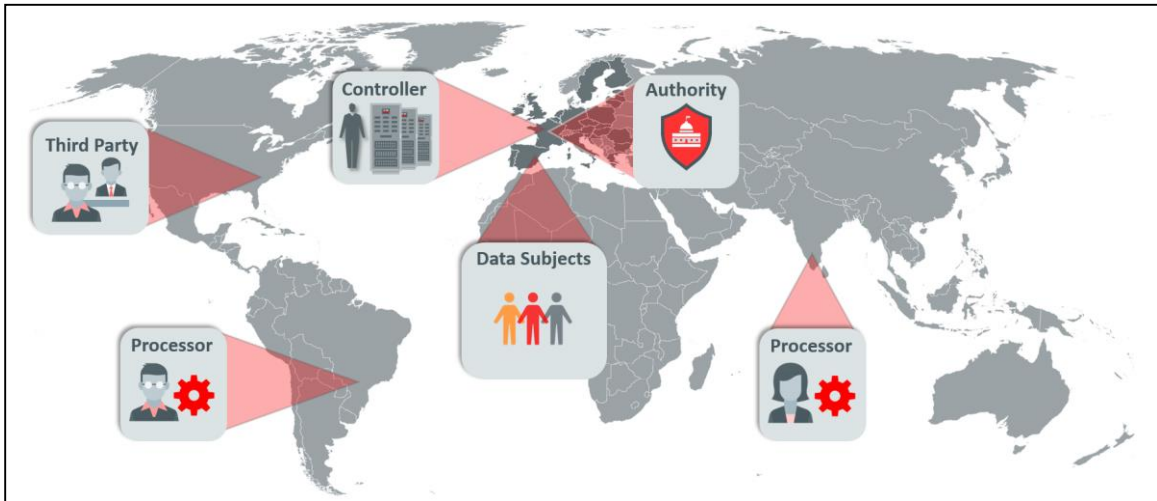 Controller
Authority
Third Party
Data Subjects
Processor
Processor